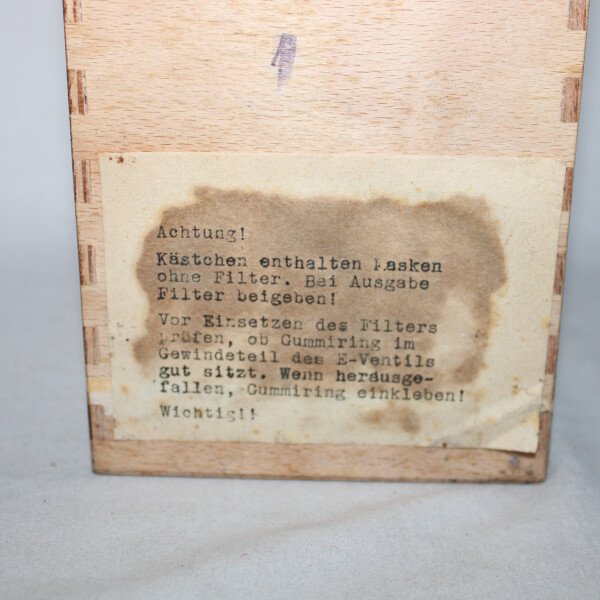 Achtung!
Kästchen enthalten Masken
ohne Filter. Bei Ausgabe
Filter beigeben!
Vor Einsetzen des Filters
prüfen, ob Gummiring im
Gewindeteil des E-Ventils
gut sitzt. Wenn herausge-
fallen, Gummiring einkleben!
Wichtig!!